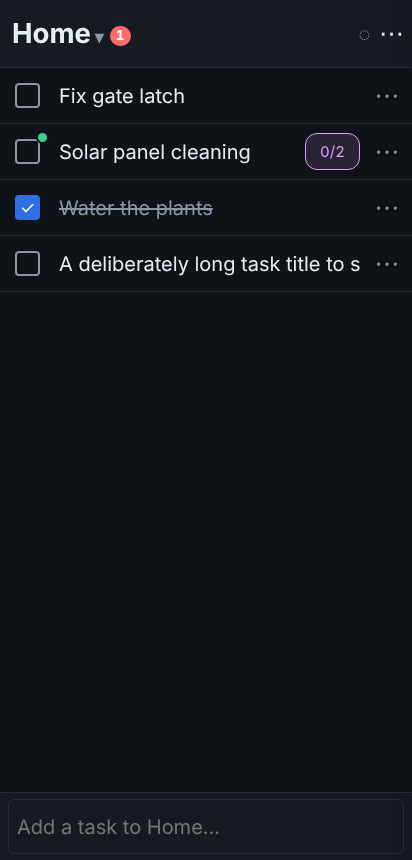 Home ▾ 1
Fix gate latch
Solar panel cleaning 0/2
Water the plants
A deliberately long task title to s
Add a task to Home...